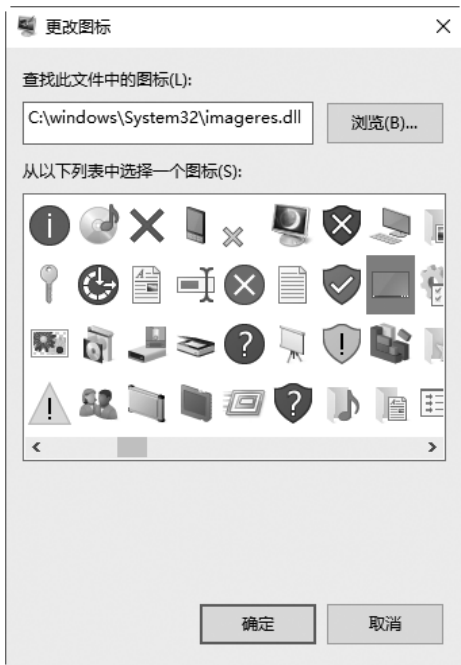 更改图标
查找此文件中的图标(L):
C:\windows\System32\imageres.dll
浏览(B)...
从以下列表中选择一个图标(S):
确定
取消